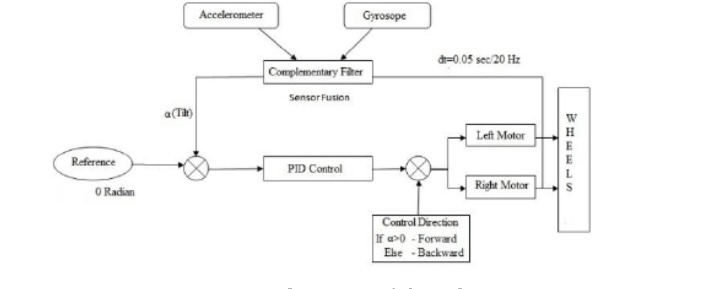 Accelerometer
Gyrosope
dt=0.05 sec/20 Hz
Complementary Filter
Sensor Fusion
α(Tilt)
Reference
0 Radian
PID Control
Left Motor
Right Motor
WHEELS
Control Direction
If α>0 - Forward
Else - Backward